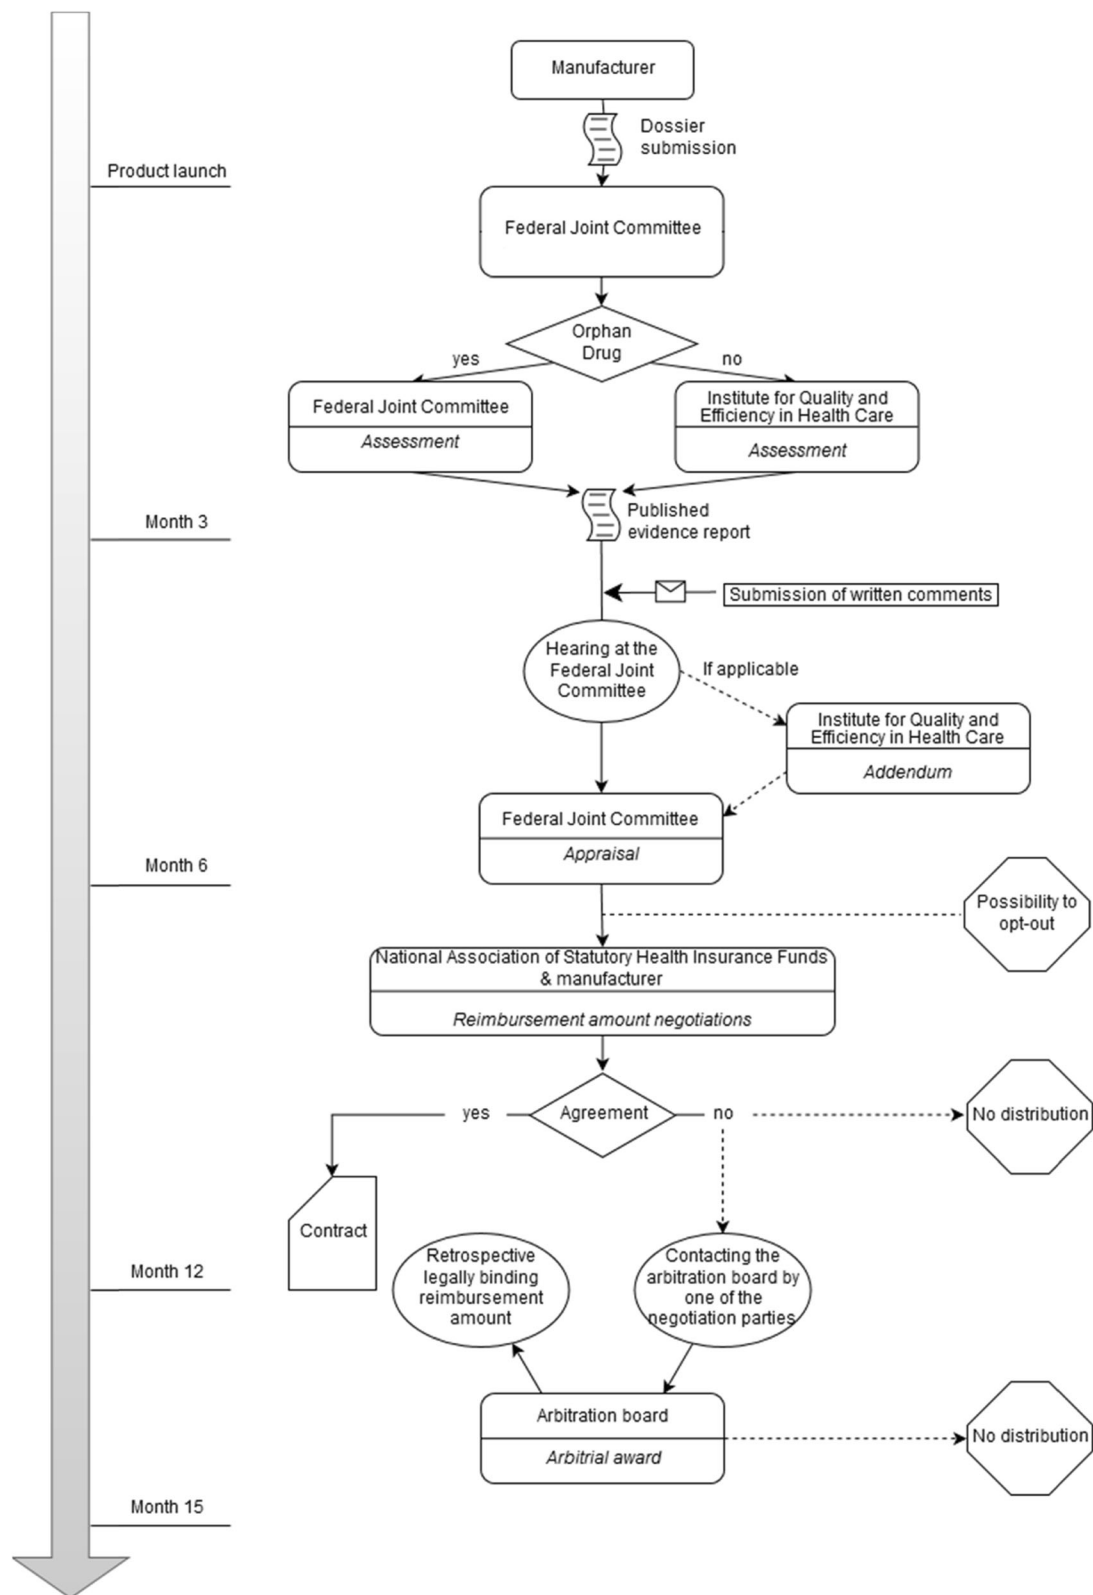 Manufacturer
Dossier
submission
Product launch
Federal Joint Committee
Orphan
Drug
yes
no
Federal Joint Committee
Assessment
Institute for Quality and
Efficiency in Health Care
Assessment
Month 3
Published
evidence report
Submission of written comments
Hearing at the
Federal Joint
Committee
If applicable
Institute for Quality and
Efficiency in Health Care
Addendum
Federal Joint Committee
Appraisal
Month 6
Possibility to
opt-out
National Association of Statutory Health Insurance Funds
& manufacturer
Reimbursement amount negotiations
yes
Agreement
no
No distribution
Contract
Month 12
Retrospective
legally binding
reimbursement
amount
Contacting the
arbitration board by
one of the
negotiation parties
Arbitration board
Arbitrial award
No distribution
Month 15